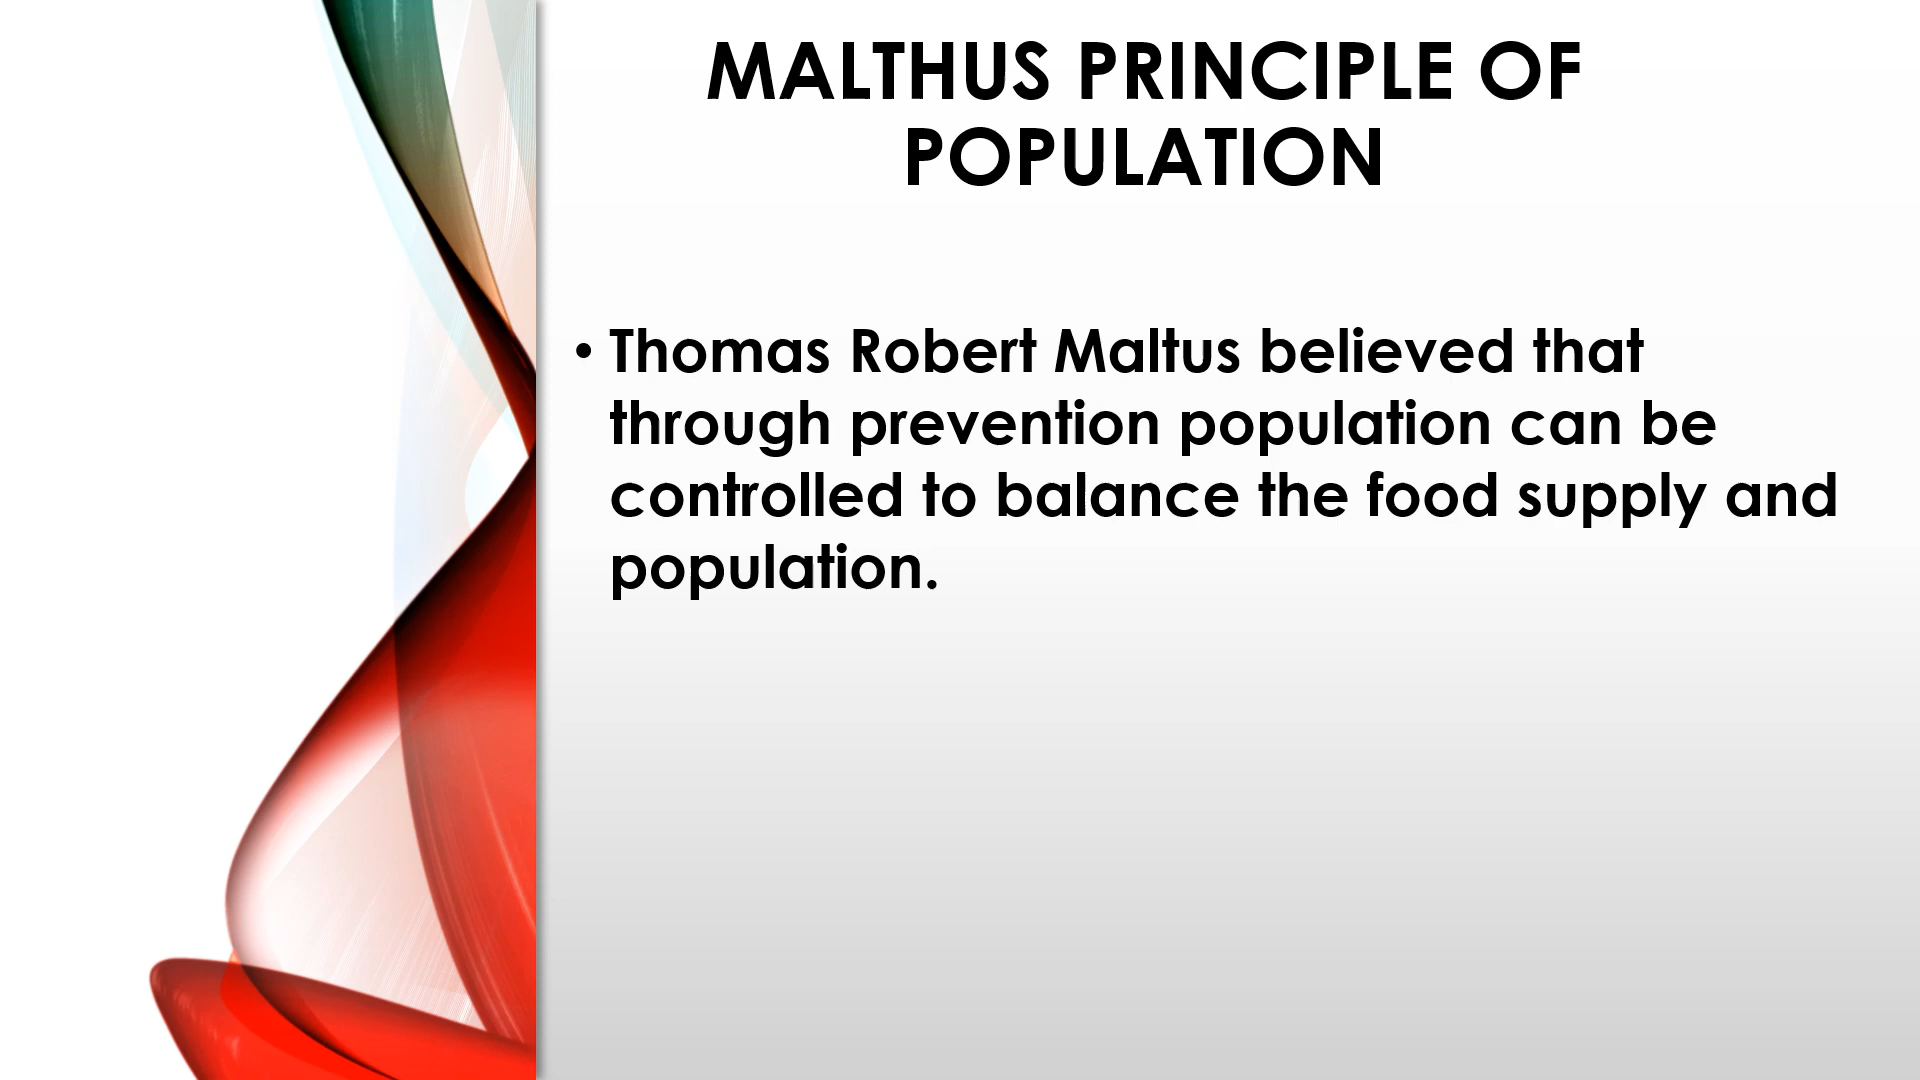 MALTHUS PRINCIPLE OF
POPULATION
• Thomas Robert Maltus believed that
through prevention population can be
controlled to balance the food supply and
population.